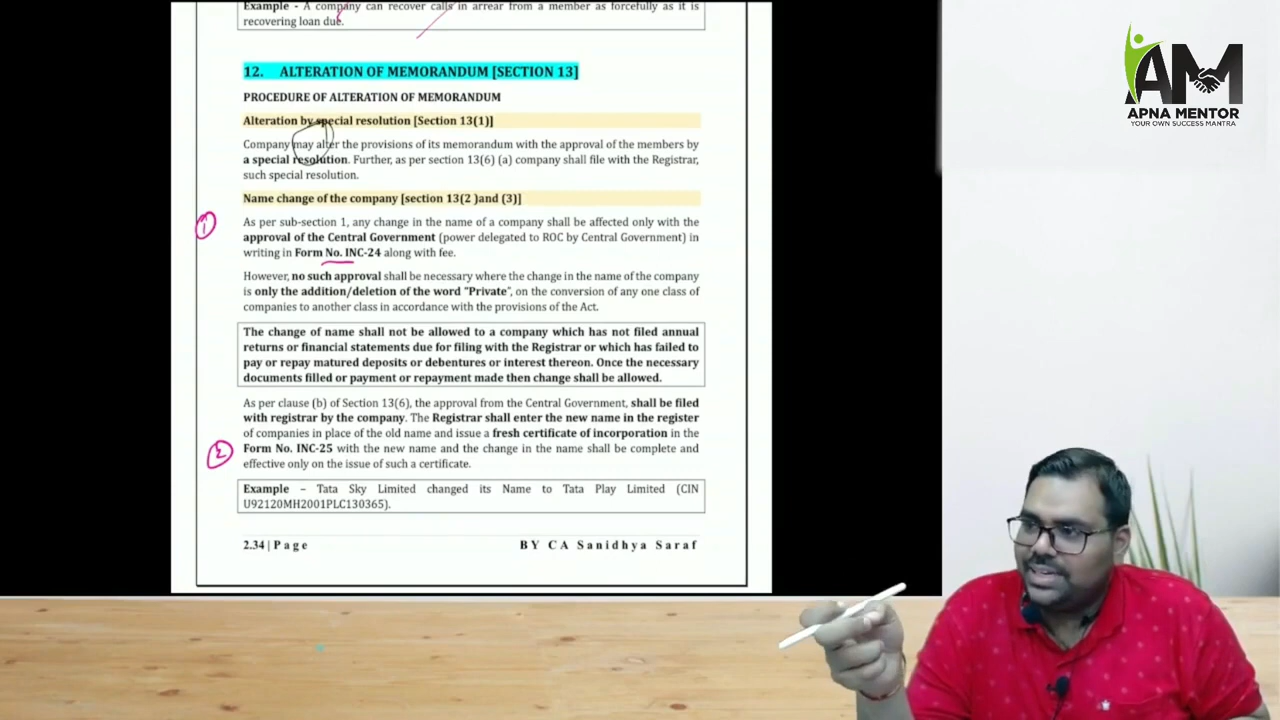 Example - A company can recover calls in arrear from a member as forcefully as it is
recovering loan due.
12. ALTERATION OF MEMORANDUM [SECTION 13]
PROCEDURE OF ALTERATION OF MEMORANDUM
Alteration by special resolution [Section 13(1)]
Company may alter the provisions of its memorandum with the approval of the members by
a special resolution. Further, as per section 13(6) (a) company shall file with the Registrar,
such special resolution.
Name change of the company [section 13(2 )and (3)]
1
As per sub-section 1, any change in the name of a company shall be affected only with the
approval of the Central Government (power delegated to ROC by Central Government) in
writing in Form No. INC-24 along with fee.
However, no such approval shall be necessary where the change in the name of the company
is only the addition/deletion of the word “Private”, on the conversion of any one class of
companies to another class in accordance with the provisions of the Act.
The change of name shall not be allowed to a company which has not filed annual
returns or financial statements due for filing with the Registrar or which has failed to
pay or repay matured deposits or debentures or interest thereon. Once the necessary
documents filled or payment or repayment made then change shall be allowed.
As per clause (b) of Section 13(6), the approval from the Central Government, shall be filed
with registrar by the company. The Registrar shall enter the new name in the register
of companies in place of the old name and issue a fresh certificate of incorporation in the
2
Form No. INC-25 with the new name and the change in the name shall be complete and
effective only on the issue of such a certificate.
Example – Tata Sky Limited changed its Name to Tata Play Limited (CIN
U92120MH2001PLC130365).
2.34 | Page BY CA Sanidhya Saraf
AM
APNA MENTOR
YOUR OWN SUCCESS MANTRA